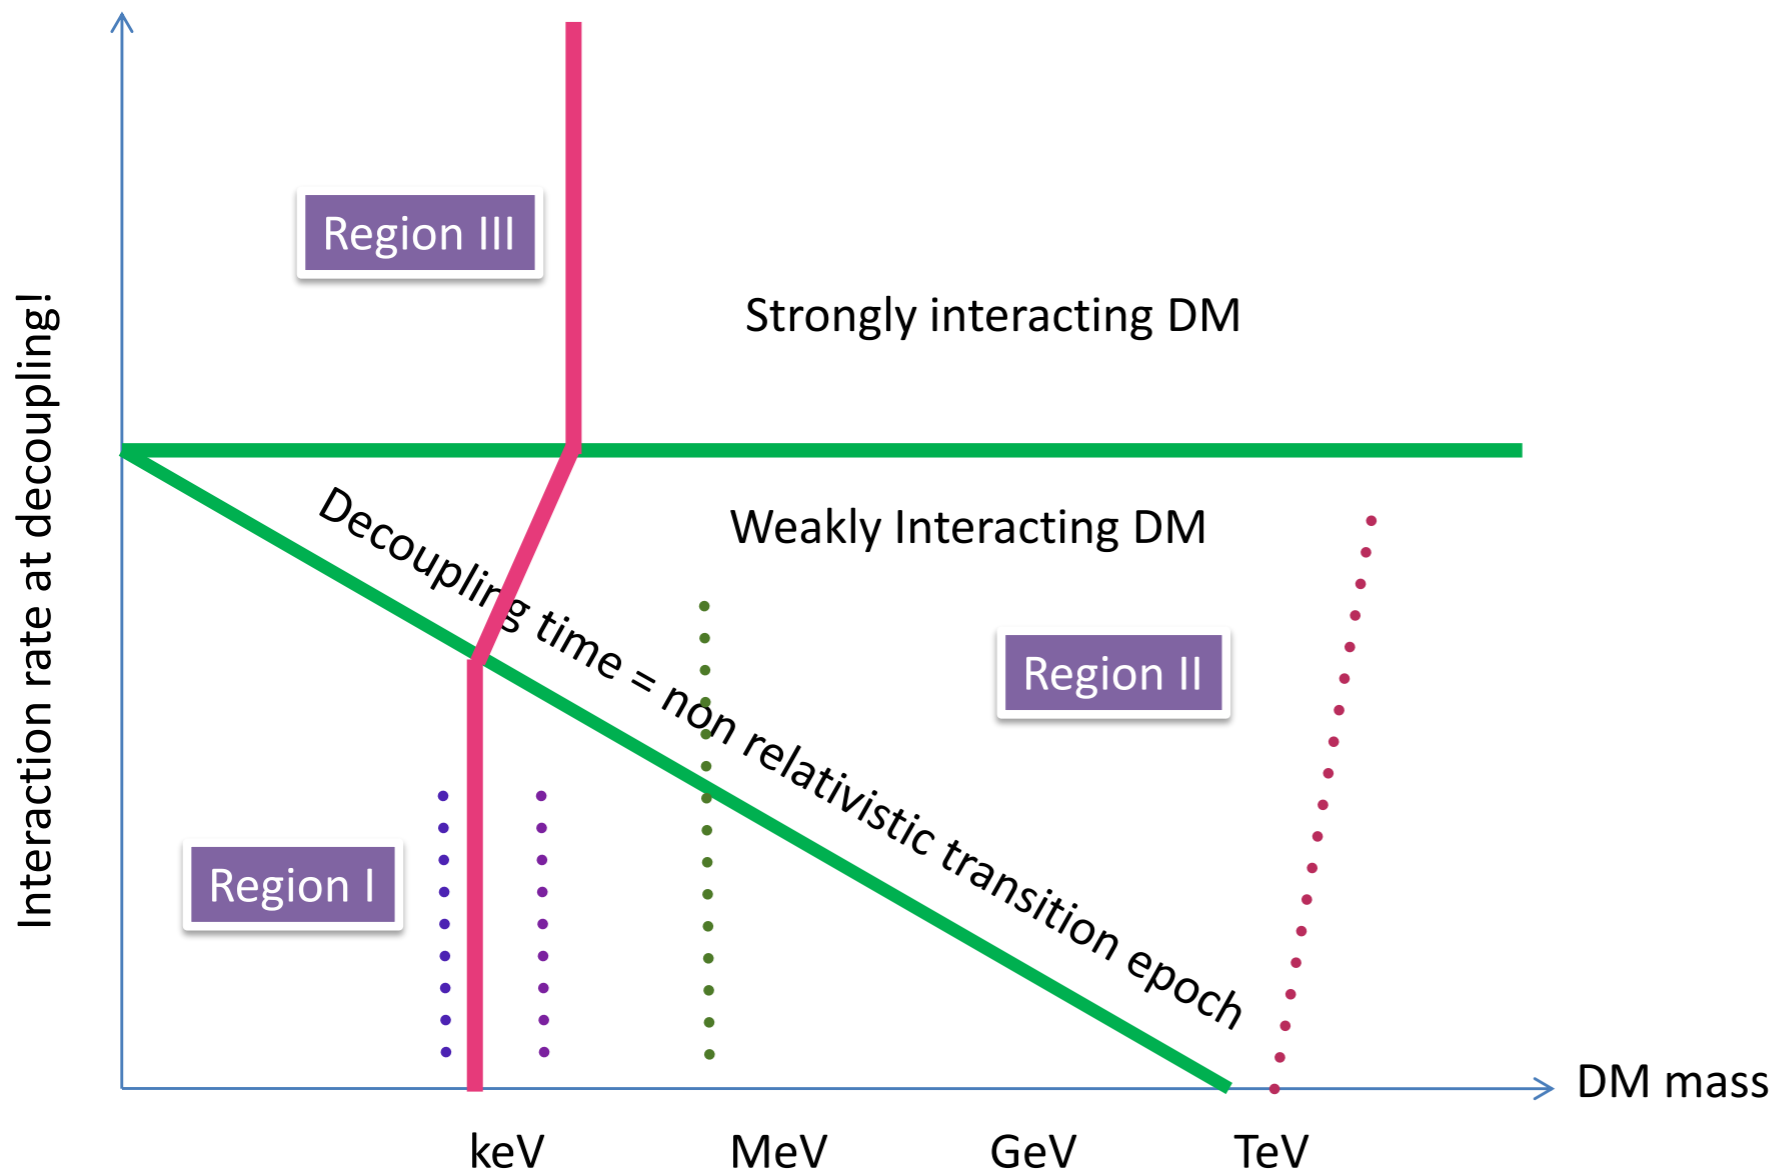 Interaction rate at decoupling!
Region III
Strongly interacting DM
Decoupling time = non relativistic transition epoch
Weakly Interacting DM
Region II
Region I
DM mass
keV
MeV
GeV
TeV